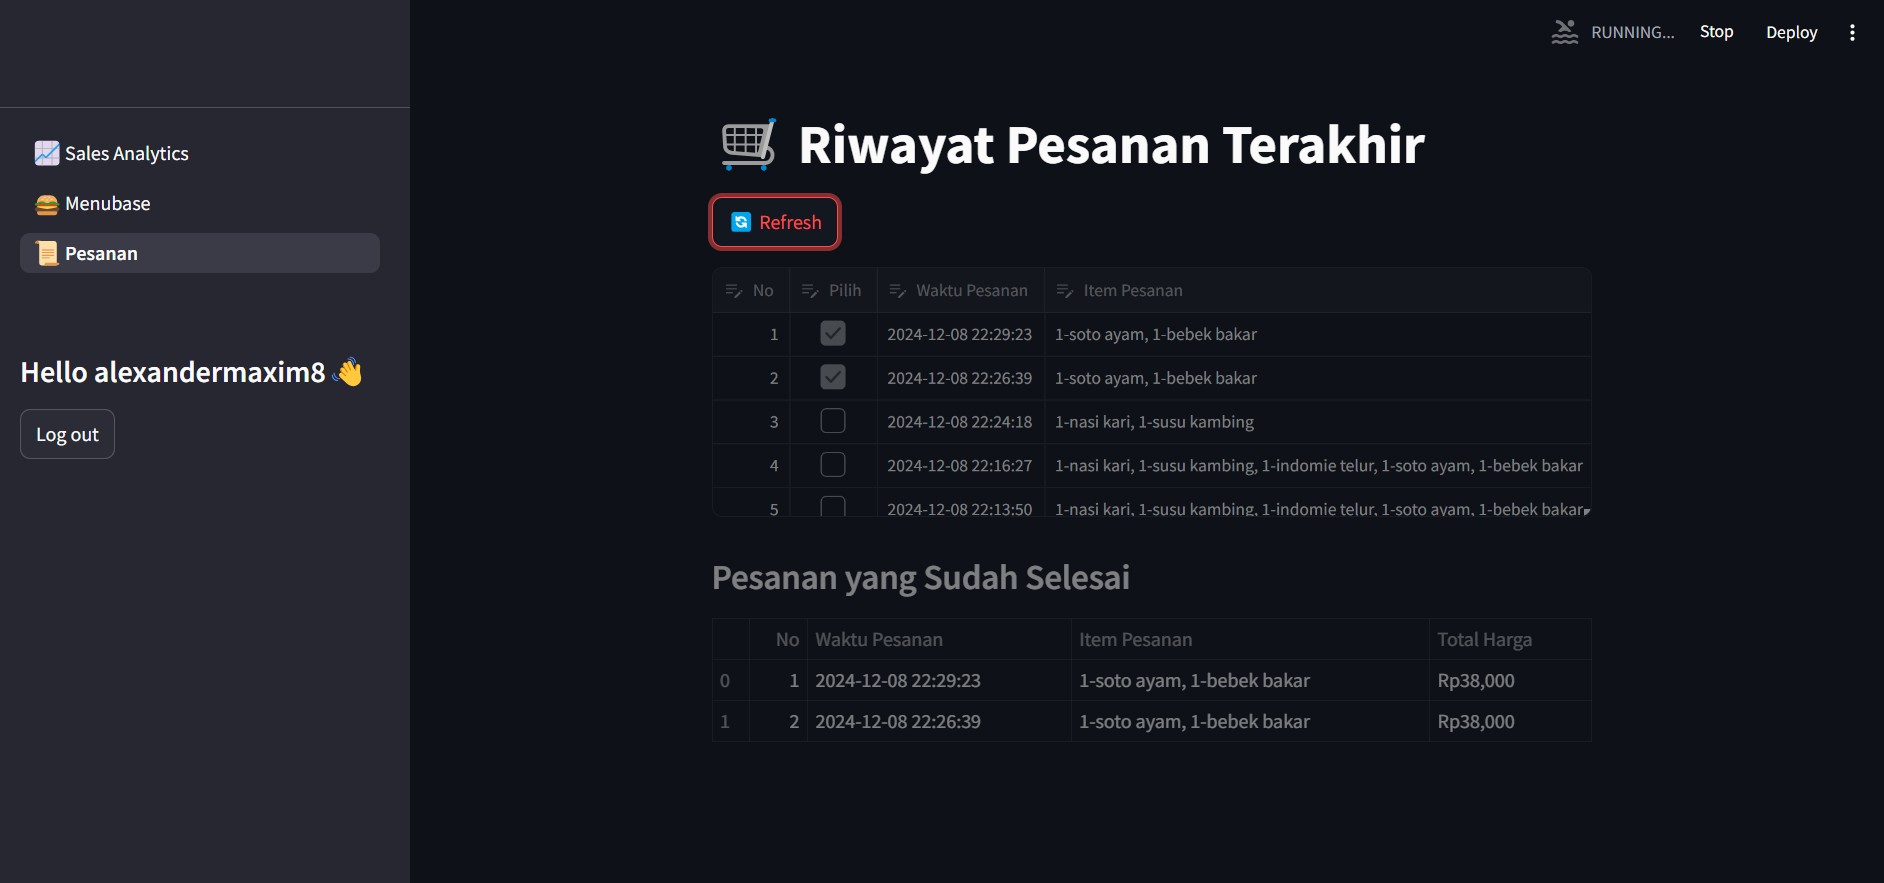 RUNNING...
Stop
Deploy
Sales Analytics
Menubase
Pesanan
Hello alexandermaxim8
Log out
Riwayat Pesanan Terakhir
Refresh
No Pilih Waktu Pesanan Item Pesanan
1 2024-12-08 22:29:23 1-soto ayam, 1-bebek bakar
2 2024-12-08 22:26:39 1-soto ayam, 1-bebek bakar
3 2024-12-08 22:24:18 1-nasi kari, 1-susu kambing
4 2024-12-08 22:16:27 1-nasi kari, 1-susu kambing, 1-indomie telur, 1-soto ayam, 1-bebek bakar
5 2024-12-08 22:13:50 1-nasi kari, 1-susu kambing, 1-indomie telur, 1-soto ayam, 1-bebek bakar
Pesanan yang Sudah Selesai
No Waktu Pesanan Item Pesanan Total Harga
0 1 2024-12-08 22:29:23 1-soto ayam, 1-bebek bakar Rp38,000
1 2 2024-12-08 22:26:39 1-soto ayam, 1-bebek bakar Rp38,000